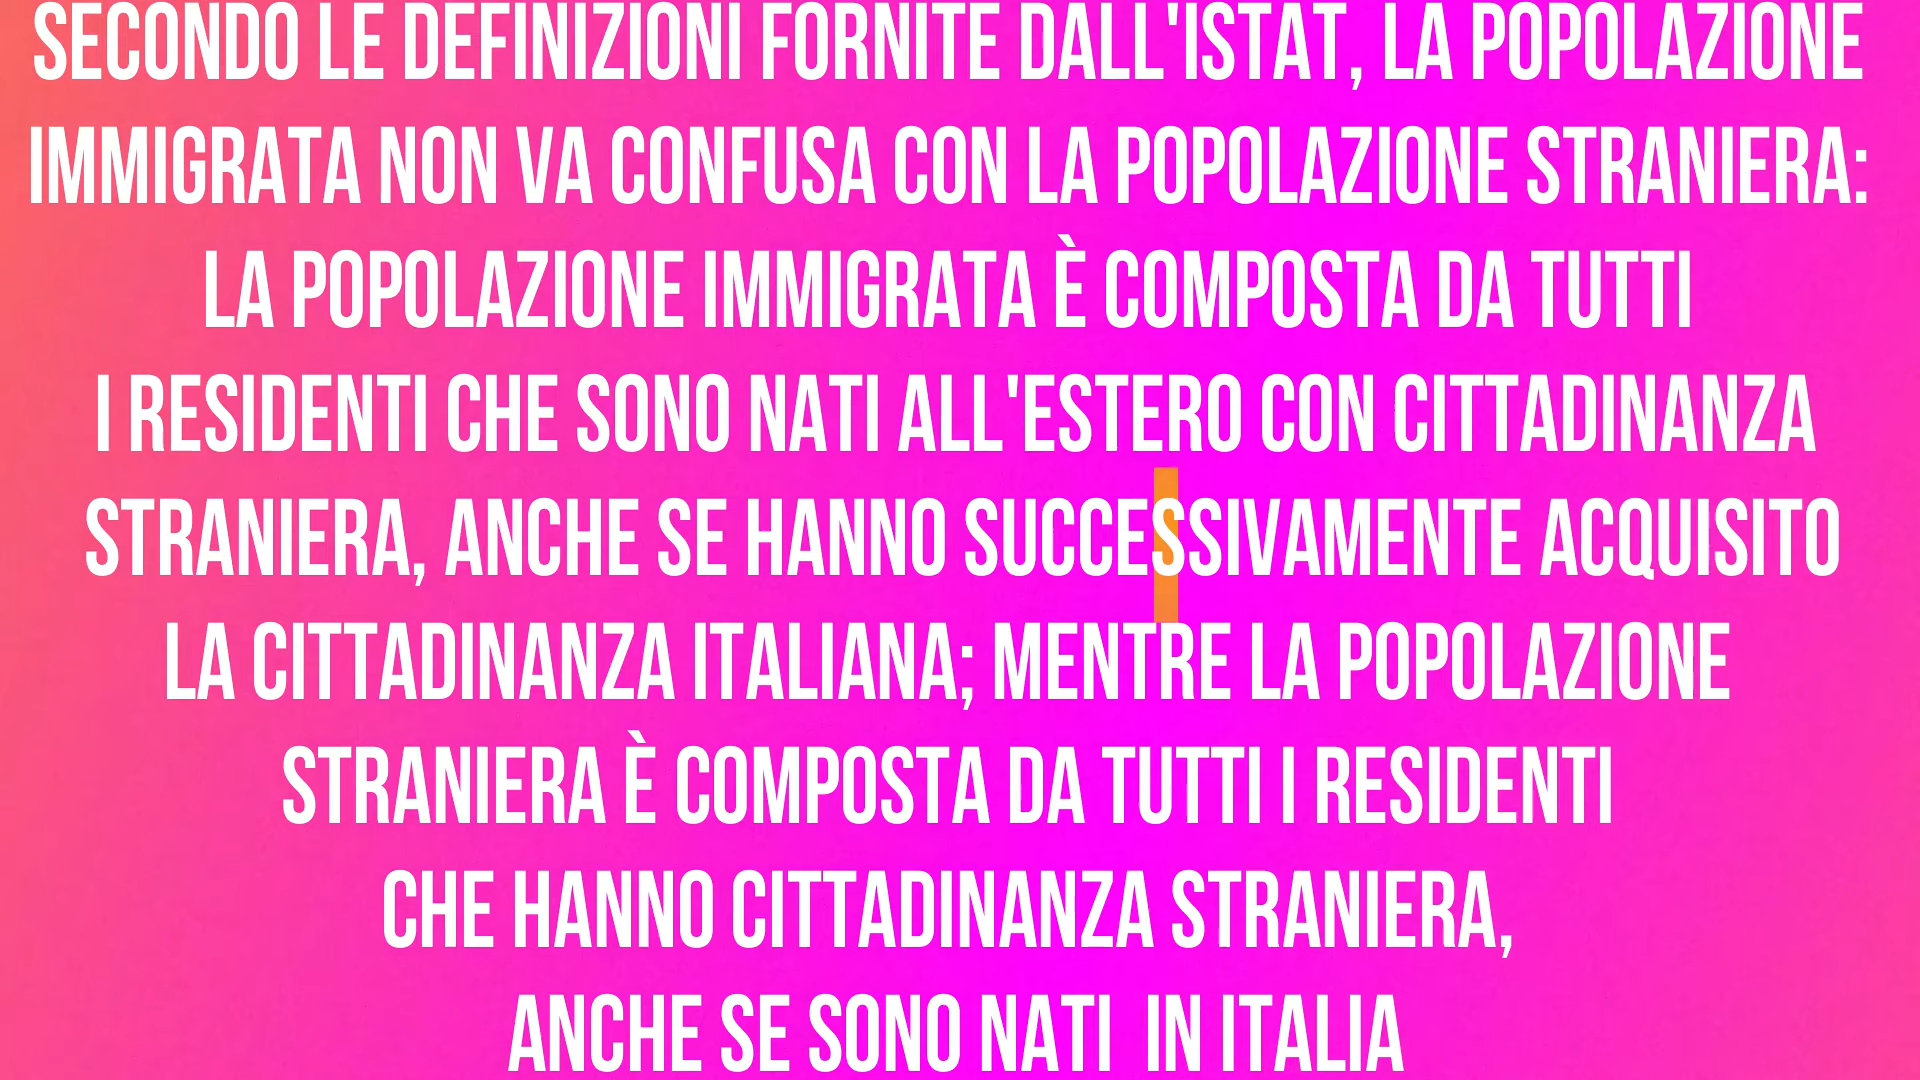 SECONDO LE DEFINIZIONI FORNITE DALL'ISTAT, LA POPOLAZIONE
IMMIGRATA NON VA CONFUSA CON LA POPOLAZIONE STRANIERA:
LA POPOLAZIONE IMMIGRATA È COMPOSTA DA TUTTI
I RESIDENTI CHE SONO NATI ALL'ESTERO CON CITTADINANZA
STRANIERA, ANCHE SE HANNO SUCCESSIVAMENTE ACQUISITO
LA CITTADINANZA ITALIANA; MENTRE LA POPOLAZIONE
STRANIERA È COMPOSTA DA TUTTI I RESIDENTI
CHE HANNO CITTADINANZA STRANIERA,
ANCHE SE SONO NATI  IN ITALIA